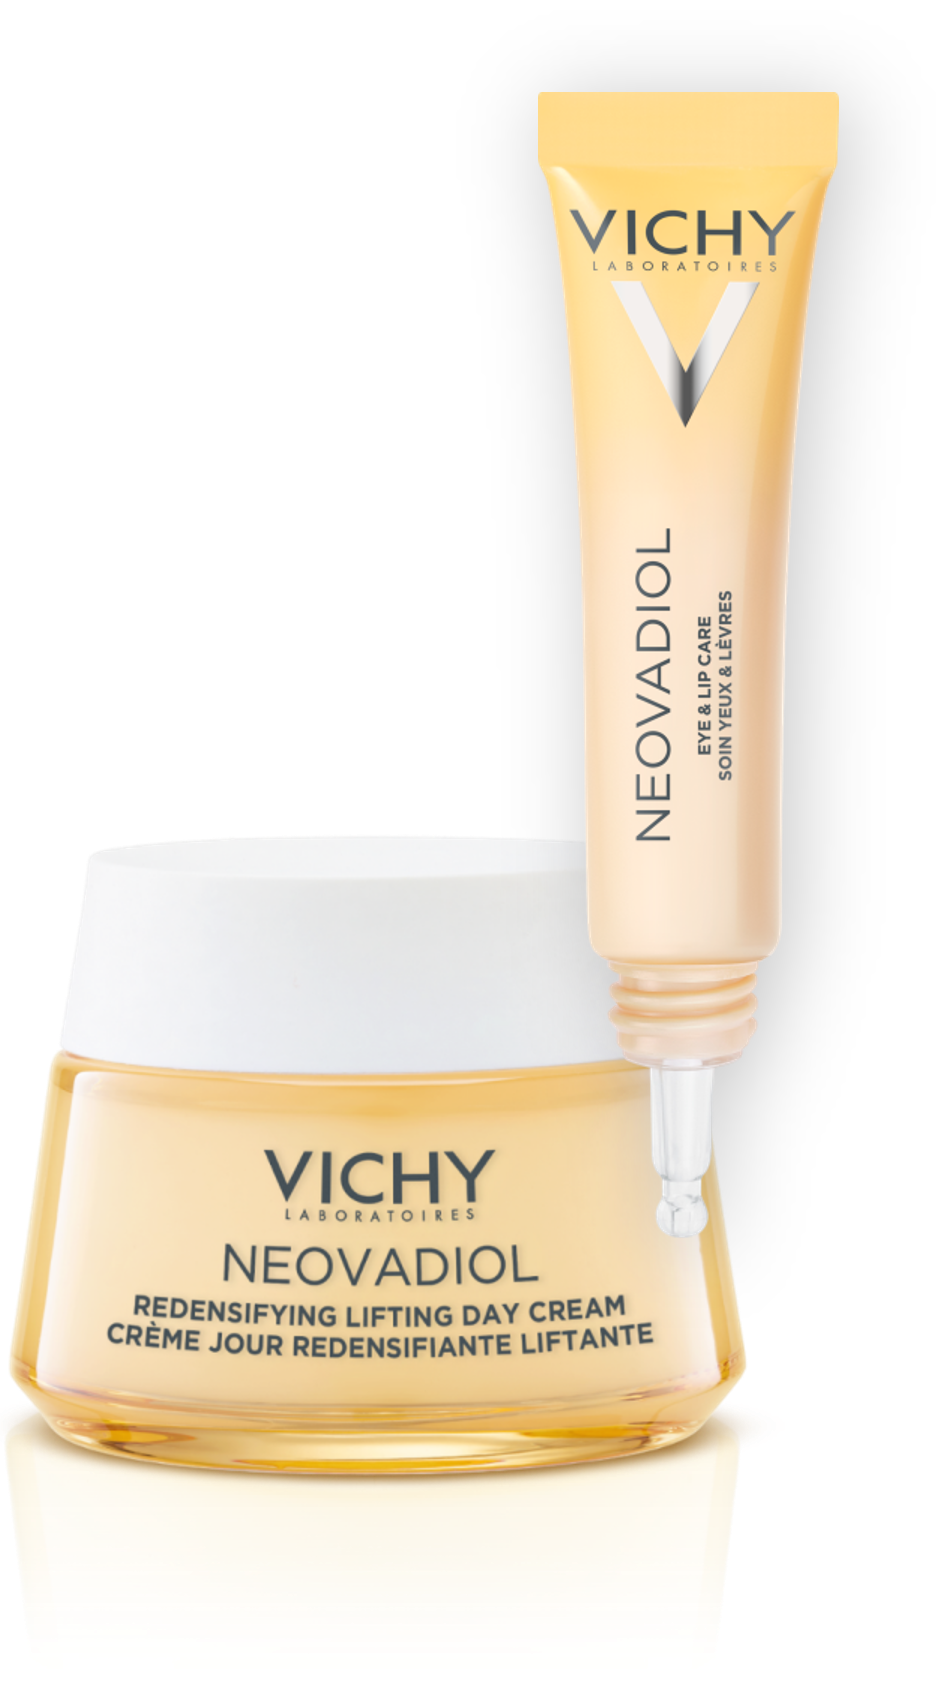 VICHY
LABORATOIRES
NEOVADIOL
EYE & LIP CARE
SOIN YEUX & LÈVRES
VICHY
LABORATOIRES
NEOVADIOL
REDENSIFYING LIFTING DAY CREAM
CRÈME JOUR REDENSIFIANTE LIFTANTE